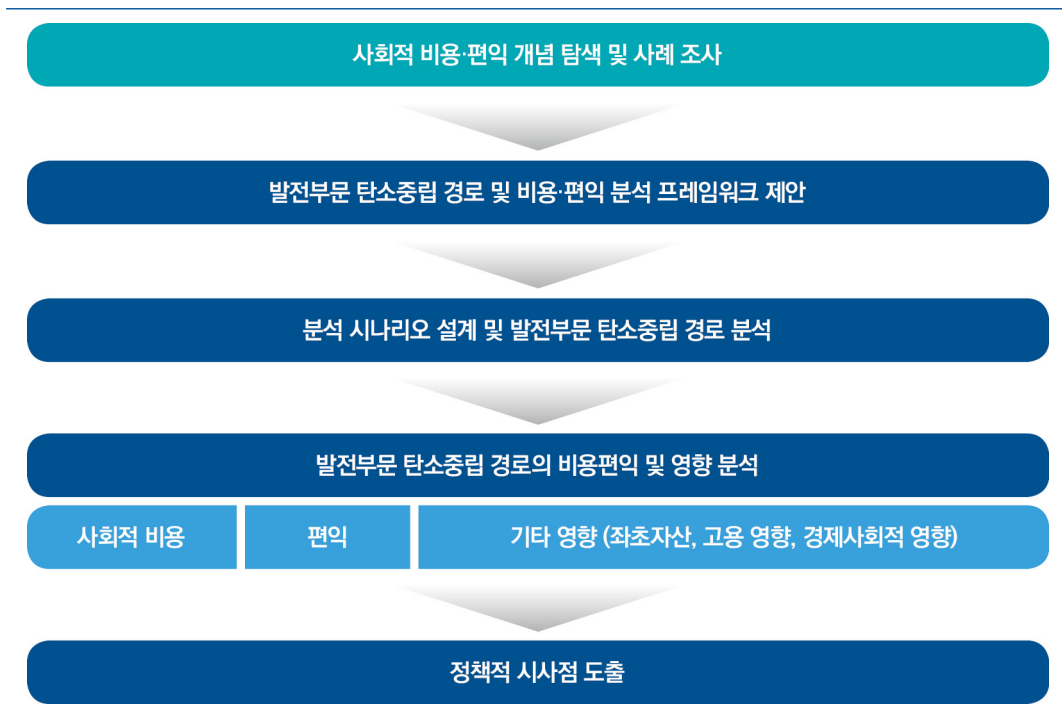 사회적 비용·편익 개념 탐색 및 사례 조사
발전부문 탄소중립 경로 및 비용·편익 분석 프레임워크 제안
분석 시나리오 설계 및 발전부문 탄소중립 경로 분석
발전부문 탄소중립 경로의 비용편익 및 영향 분석
사회적 비용
편익
기타 영향 (좌초자산, 고용 영향, 경제사회적 영향)
정책적 시사점 도출